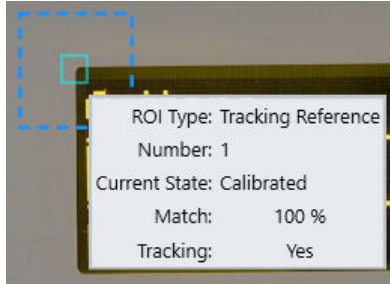 ROI Type: Tracking Reference
Number: 1
Current State: Calibrated
Match: 100 %
Tracking: Yes